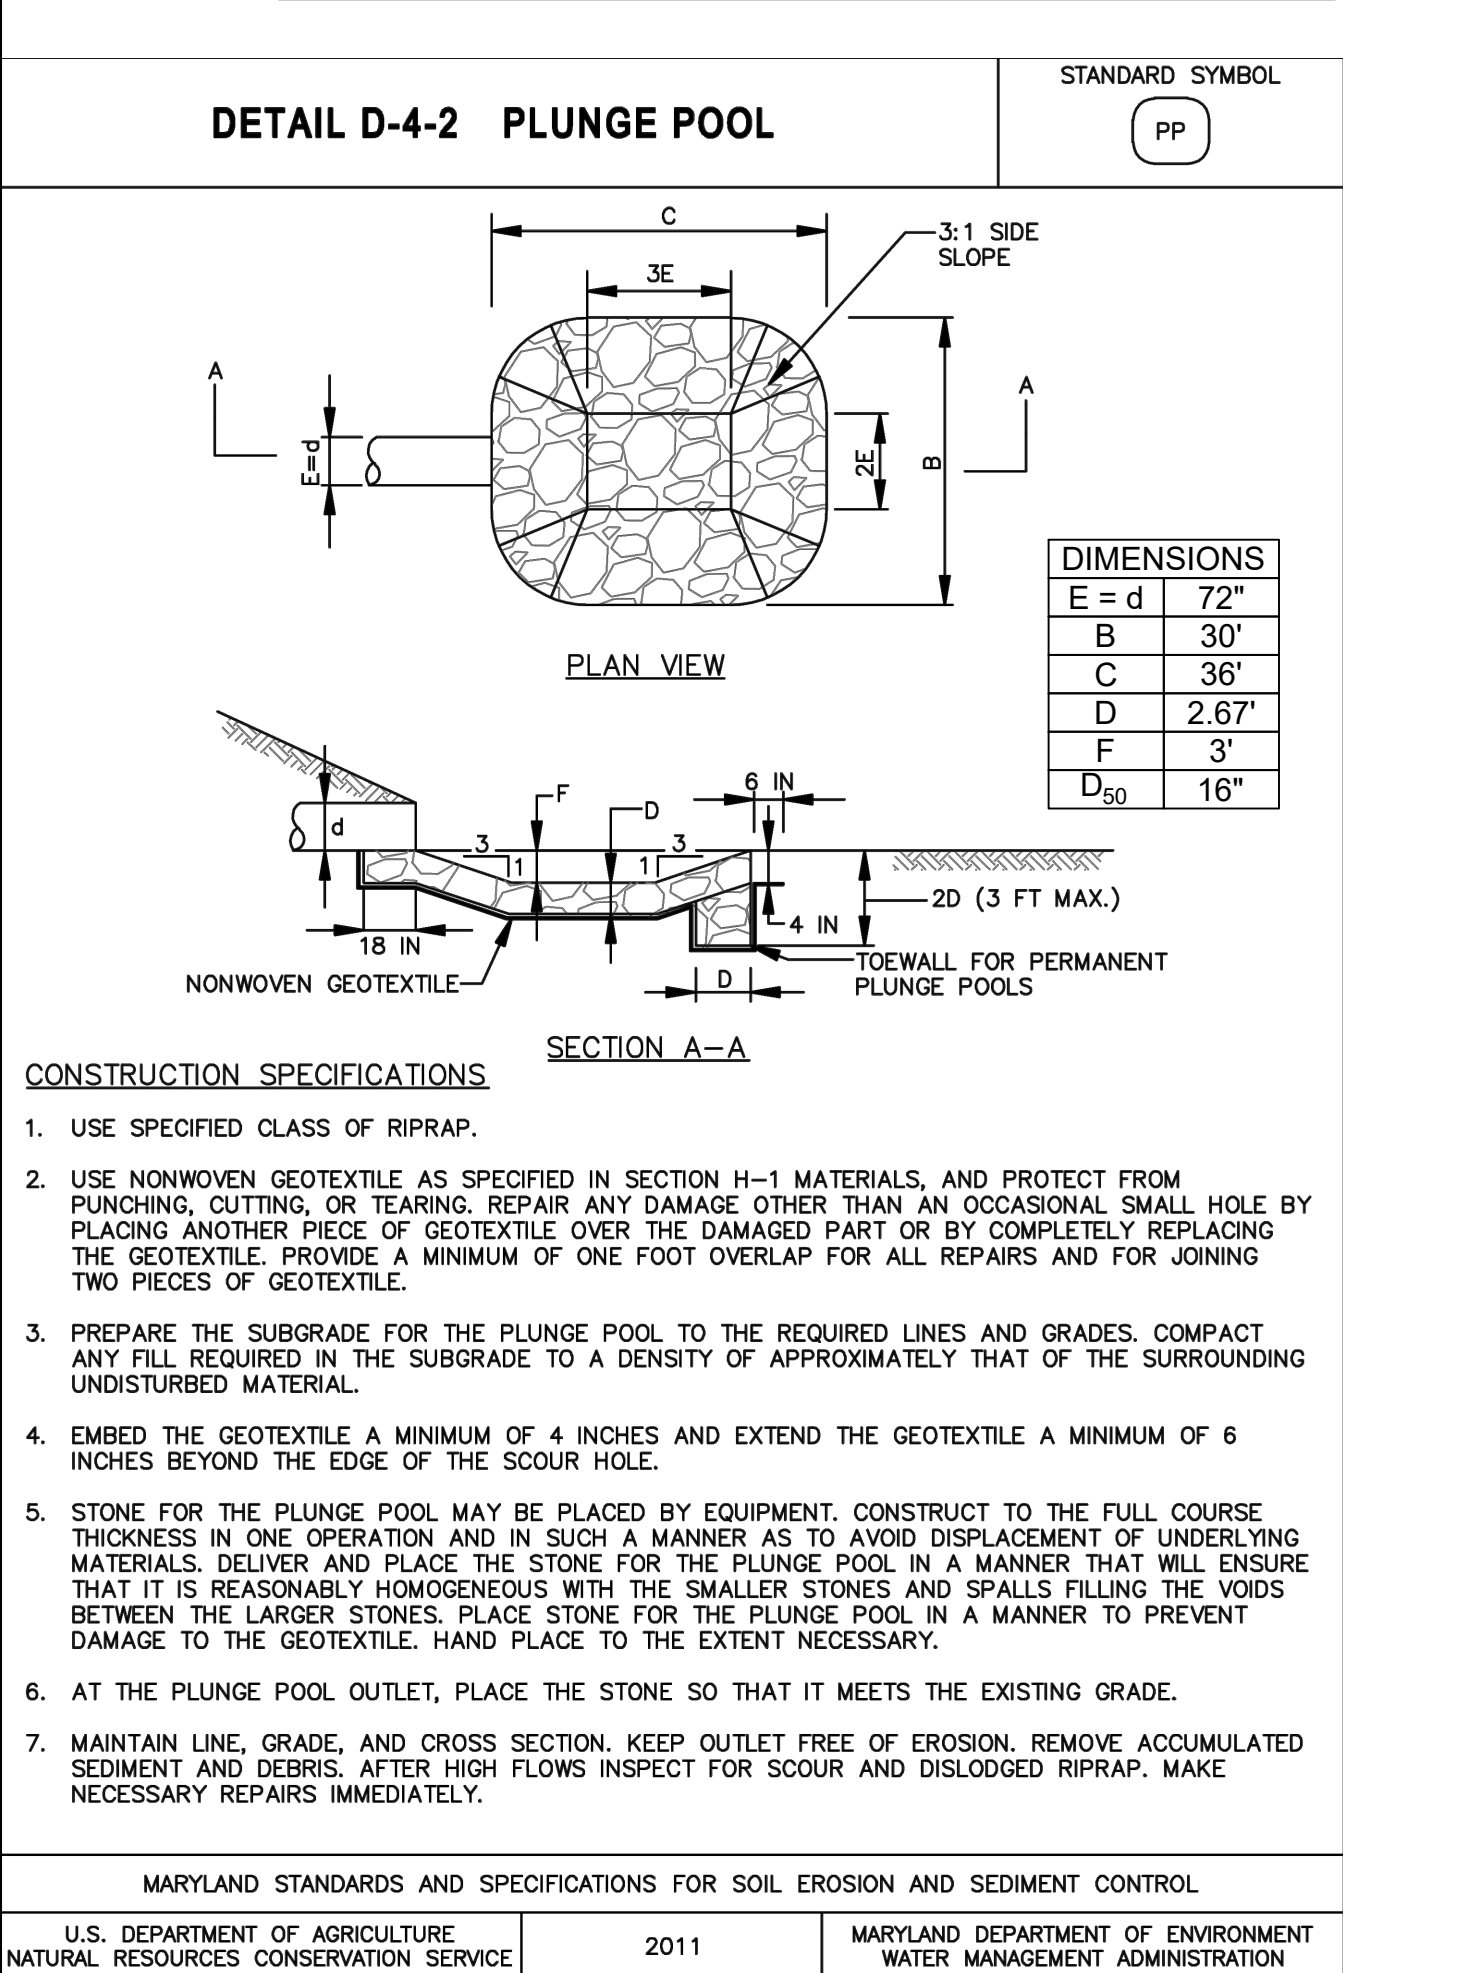 DETAIL D-4-2 PLUNGE POOL
STANDARD SYMBOL
PP
C
3:1 SIDE
SLOPE
3E
A
A
E=d
2E
B
PLAN VIEW
DIMENSIONS
E = d 72"
B 30'
C 36'
D 2.67'
F 3'
D50 16"
6 IN
F
D
d
3
1
3
1
2D (3 FT MAX.)
4 IN
18 IN
TOEWALL FOR PERMANENT
PLUNGE POOLS
NONWOVEN GEOTEXTILE
D
SECTION A-A
CONSTRUCTION SPECIFICATIONS
1. USE SPECIFIED CLASS OF RIPRAP.
2. USE NONWOVEN GEOTEXTILE AS SPECIFIED IN SECTION H-1 MATERIALS, AND PROTECT FROM
PUNCHING, CUTTING, OR TEARING. REPAIR ANY DAMAGE OTHER THAN AN OCCASIONAL SMALL HOLE BY
PLACING ANOTHER PIECE OF GEOTEXTILE OVER THE DAMAGED PART OR BY COMPLETELY REPLACING
THE GEOTEXTILE. PROVIDE A MINIMUM OF ONE FOOT OVERLAP FOR ALL REPAIRS AND FOR JOINING
TWO PIECES OF GEOTEXTILE.
3. PREPARE THE SUBGRADE FOR THE PLUNGE POOL TO THE REQUIRED LINES AND GRADES. COMPACT
ANY FILL REQUIRED IN THE SUBGRADE TO A DENSITY OF APPROXIMATELY THAT OF THE SURROUNDING
UNDISTURBED MATERIAL.
4. EMBED THE GEOTEXTILE A MINIMUM OF 4 INCHES AND EXTEND THE GEOTEXTILE A MINIMUM OF 6
INCHES BEYOND THE EDGE OF THE SCOUR HOLE.
5. STONE FOR THE PLUNGE POOL MAY BE PLACED BY EQUIPMENT. CONSTRUCT TO THE FULL COURSE
THICKNESS IN ONE OPERATION AND IN SUCH A MANNER AS TO AVOID DISPLACEMENT OF UNDERLYING
MATERIALS. DELIVER AND PLACE THE STONE FOR THE PLUNGE POOL IN A MANNER THAT WILL ENSURE
THAT IT IS REASONABLY HOMOGENEOUS WITH THE SMALLER STONES AND SPALLS FILLING THE VOIDS
BETWEEN THE LARGER STONES. PLACE STONE FOR THE PLUNGE POOL IN A MANNER TO PREVENT
DAMAGE TO THE GEOTEXTILE. HAND PLACE TO THE EXTENT NECESSARY.
6. AT THE PLUNGE POOL OUTLET, PLACE THE STONE SO THAT IT MEETS THE EXISTING GRADE.
7. MAINTAIN LINE, GRADE, AND CROSS SECTION. KEEP OUTLET FREE OF EROSION. REMOVE ACCUMULATED
SEDIMENT AND DEBRIS. AFTER HIGH FLOWS INSPECT FOR SCOUR AND DISLODGED RIPRAP. MAKE
NECESSARY REPAIRS IMMEDIATELY.
MARYLAND STANDARDS AND SPECIFICATIONS FOR SOIL EROSION AND SEDIMENT CONTROL
U.S. DEPARTMENT OF AGRICULTURE
NATURAL RESOURCES CONSERVATION SERVICE
2011
MARYLAND DEPARTMENT OF ENVIRONMENT
WATER MANAGEMENT ADMINISTRATION